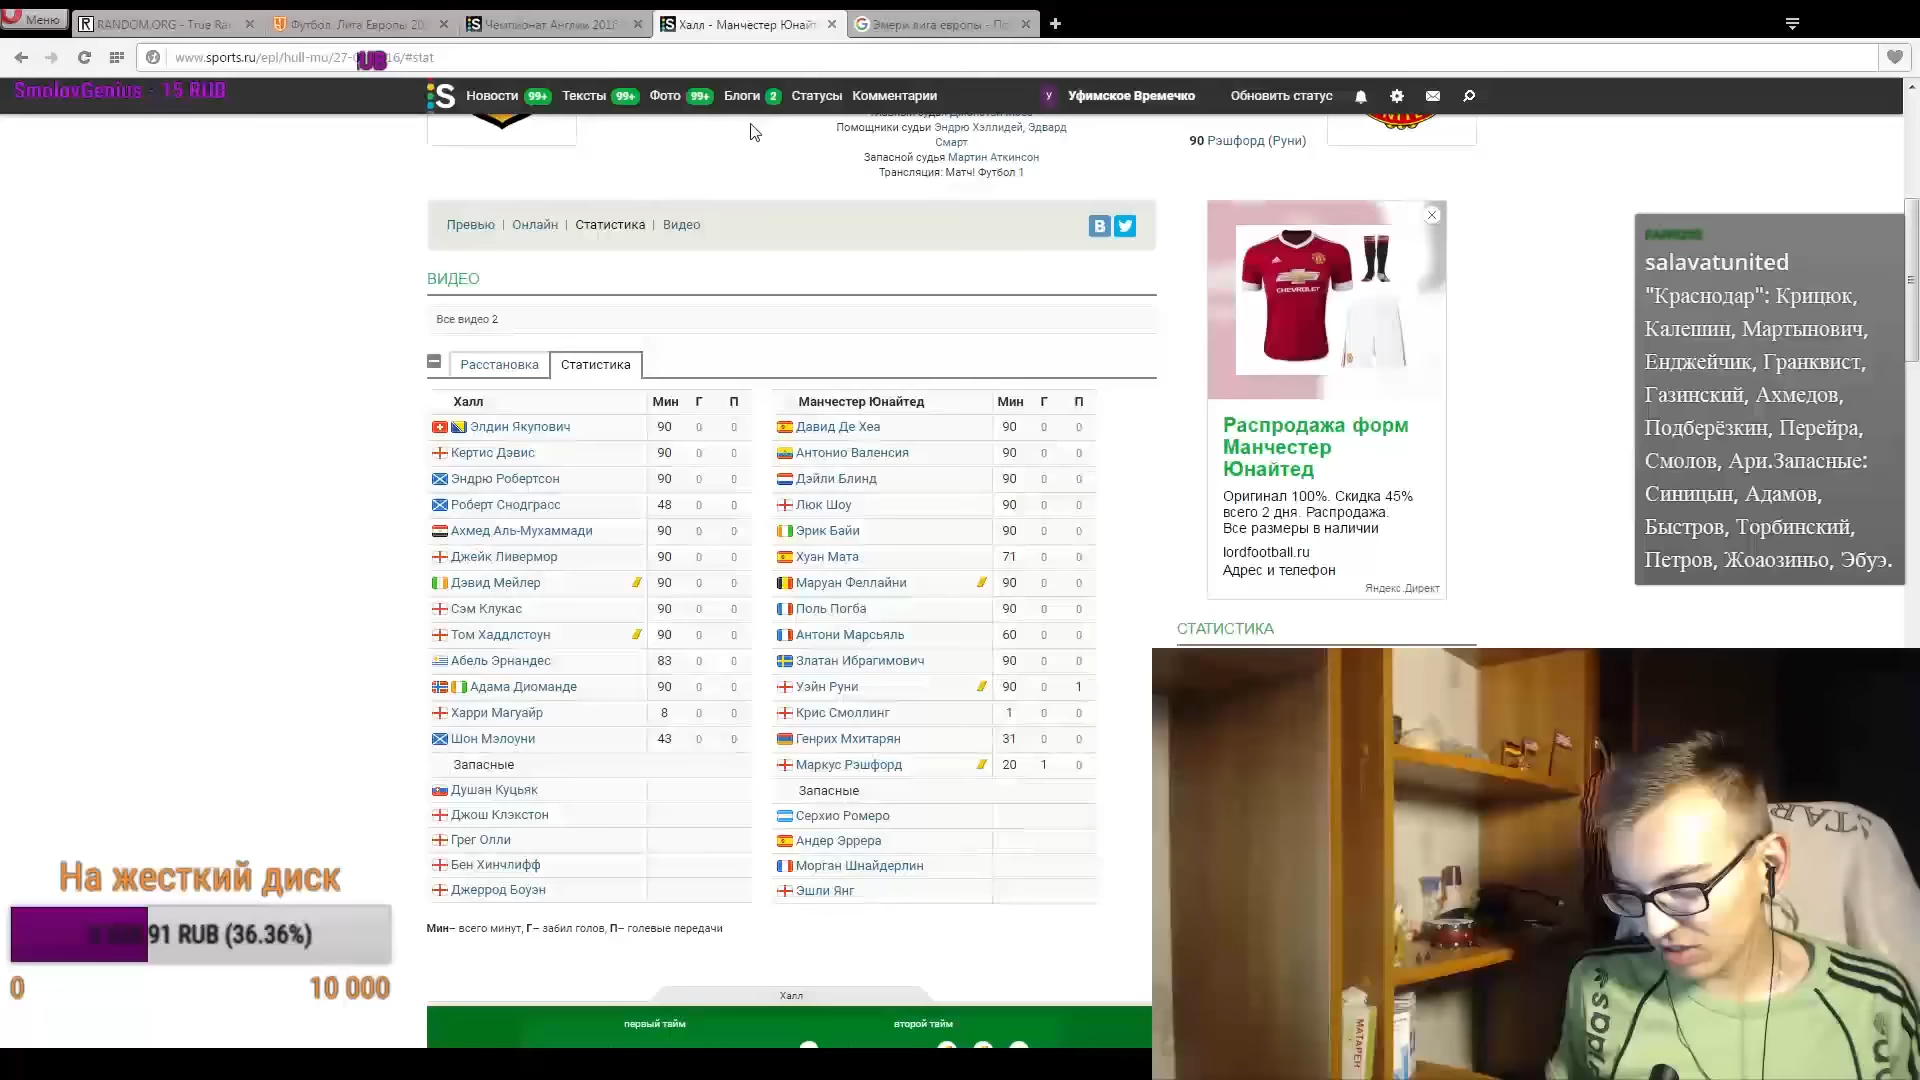 Меню
RANDOM.ORG - True Ra
Футбол. Лига Европы 20
Чемпионат Англии 2016
Халл - Манчестер Юнайт
Эмери лига европы - По
www.sports.ru/epl/hull-mu/27-
16/#stat
SmolovGenius - 15 RUB
Новости 99+ Тексты 99+ Фото 99+ Блоги 2 Статусы Комментарии
У Уфимское Времечко Обновить статус
Помощники судьи Эндрю Хэллидей, Эдвард
Смарт
Запасной судья Мартин Аткинсон
Трансляция: Матч! Футбол 1
90 Рэшфорд (Руни)
Превью | Онлайн | Статистика | Видео
ВИДЕО
Все видео 2
Расстановка Статистика
Халл Мин Г П
Элдин Якупович 90 0 0
Кертис Дэвис 90 0 0
Эндрю Робертсон 90 0 0
Роберт Снодграсс 48 0 0
Ахмед Аль-Мухаммади 90 0 0
Джейк Ливермор 90 0 0
Дэвид Мейлер 90 0 0
Сэм Клукас 90 0 0
Том Хаддлстоун 90 0 0
Абель Эрнандес 83 0 0
Адама Диоманде 90 0 0
Харри Магуайр 8 0 0
Шон Мэлоуни 43 0 0
Запасные
Душан Куцьяк
Джош Клэкстон
Грег Олли
Бен Хинчлифф
Джеррод Боуэн
Манчестер Юнайтед Мин Г П
Давид Де Хеа 90 0 0
Антонио Валенсия 90 0 0
Дэйли Блинд 90 0 0
Люк Шоу 90 0 0
Эрик Байи 90 0 0
Хуан Мата 71 0 0
Маруан Феллайни 90 0 0
Поль Погба 90 0 0
Антони Марсьяль 60 0 0
Златан Ибрагимович 90 0 0
Уэйн Руни 90 0 1
Крис Смоллинг 1 0 0
Генрих Мхитарян 31 0 0
Маркус Рэшфорд 20 1 0
Запасные
Серхио Ромеро
Андер Эррера
Морган Шнайдерлин
Эшли Янг
Мин– всего минут, Г– забил голов, П– голевые передачи
Халл
первый тайм второй тайм
CHEVROLET
Распродажа форм
Манчестер
Юнайтед
Оригинал 100%. Скидка 45%
всего 2 дня. Распродажа.
Все размеры в наличии
lordfootball.ru
Адрес и телефон
Яндекс.Директ
СТАТИСТИКА
salavatunited
"Краснодар": Крицюк,
Калешин, Мартынович,
Енджейчик, Гранквист,
Газинский, Ахмедов,
Подберёзкин, Перейра,
Смолов, Ари.Запасные:
Синицын, Адамов,
Быстров, Торбинский,
Петров, Жоаозиньо, Эбуэ.
На жесткий диск
91 RUB (36.36%)
0 10 000
STAR
adidas
МАТАРЕН